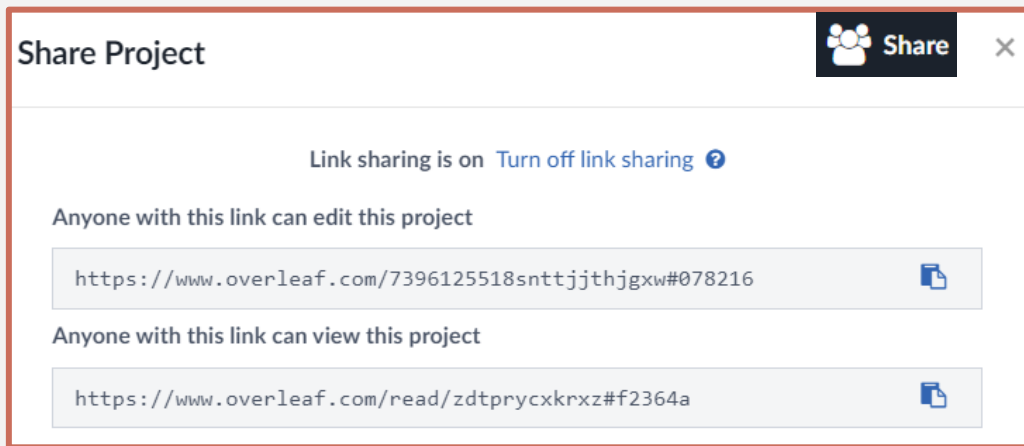 Share Project
Share
Link sharing is on Turn off link sharing
Anyone with this link can edit this project
https://www.overleaf.com/7396125518snttjjthjgxw#078216
Anyone with this link can view this project
https://www.overleaf.com/read/zdtprycxkrxz#f2364a